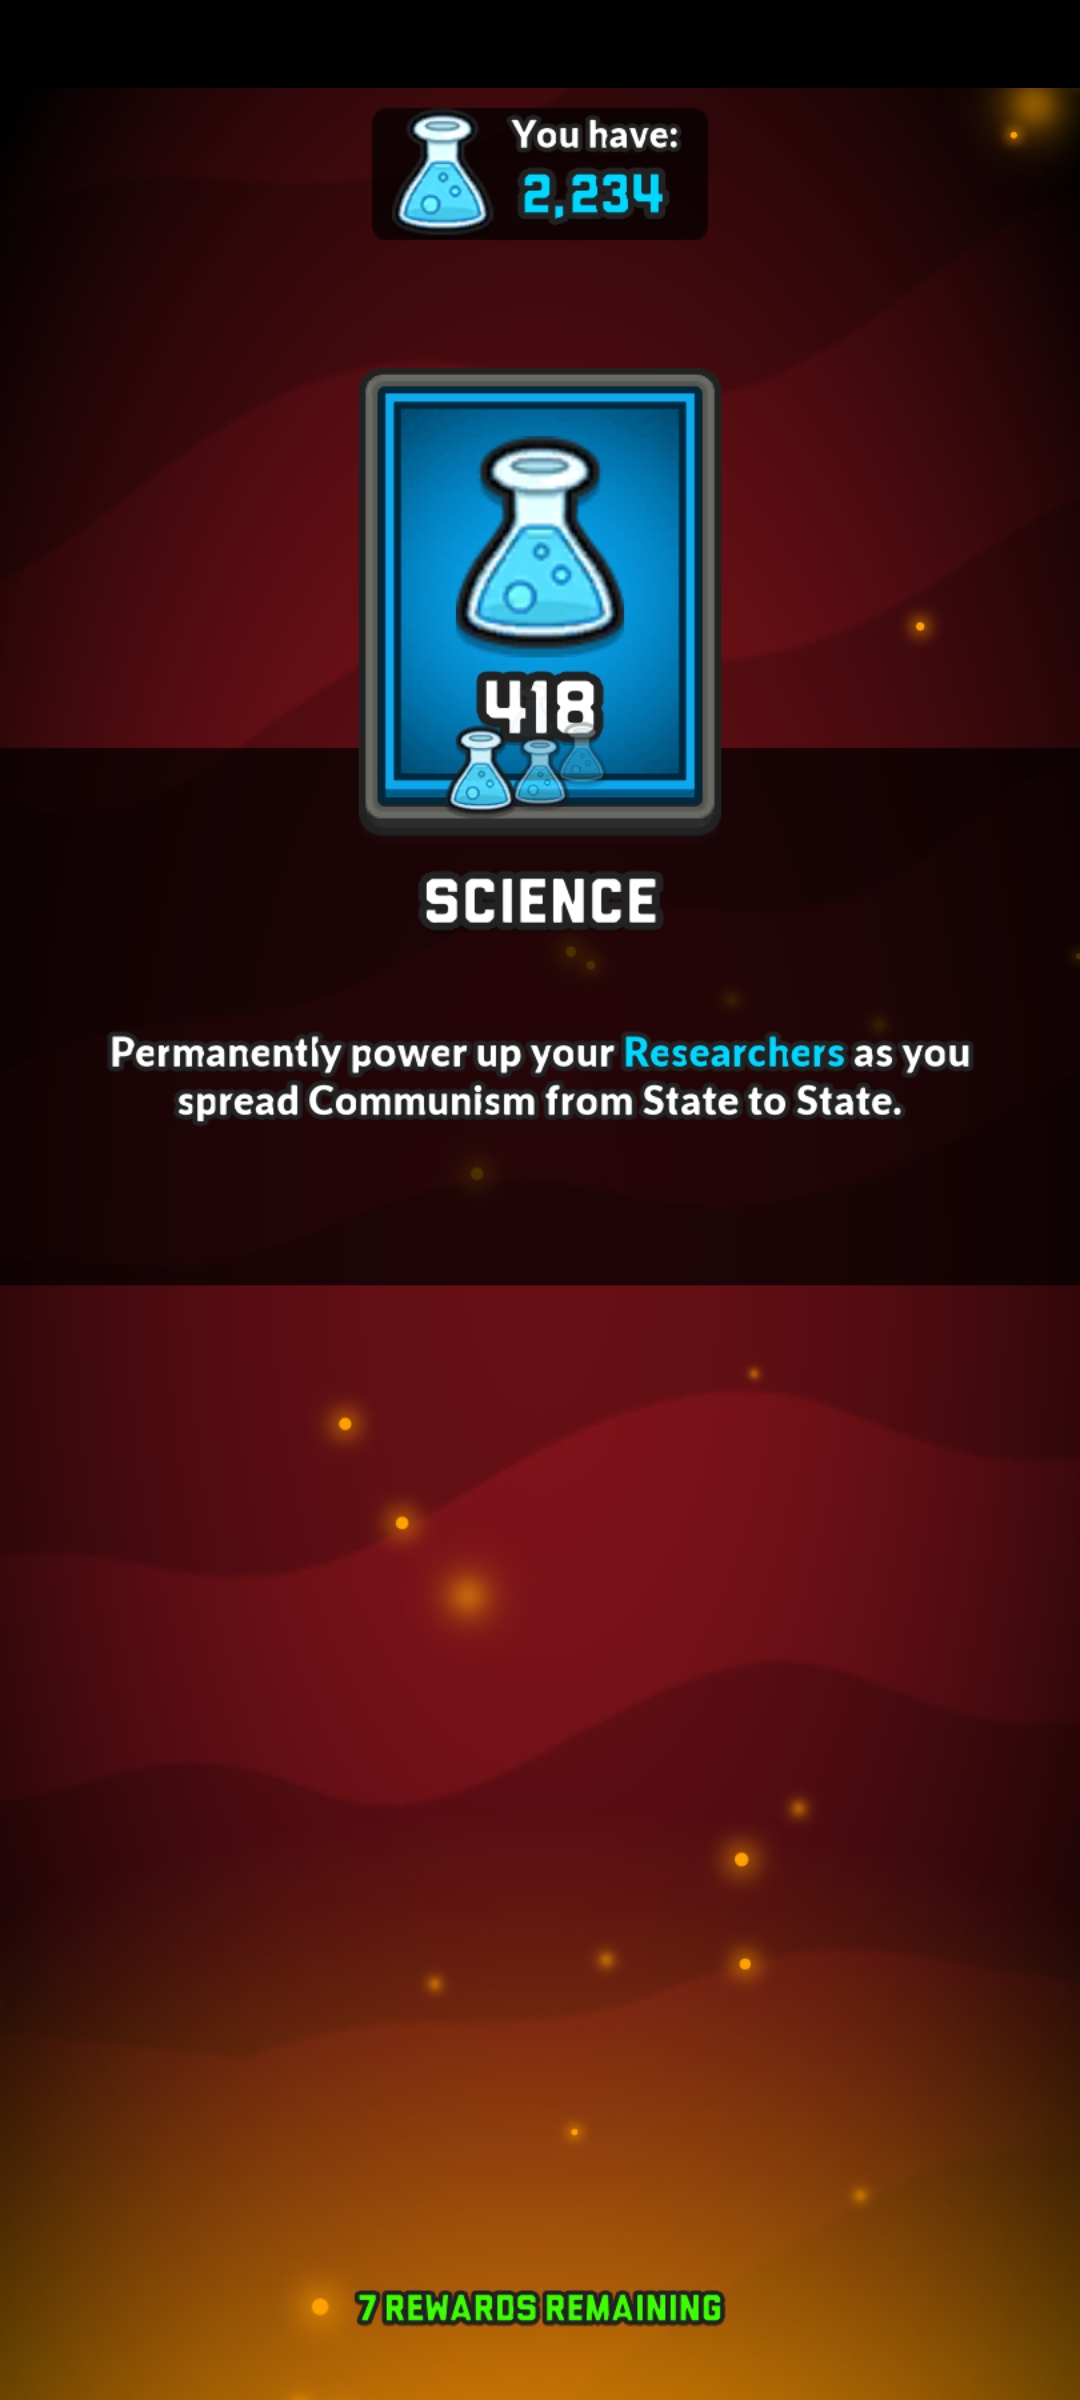 You have:
2,234
418
SCIENCE
Permanently power up your Researchers as you
spread Communism from State to State.
7 REWARDS REMAINING